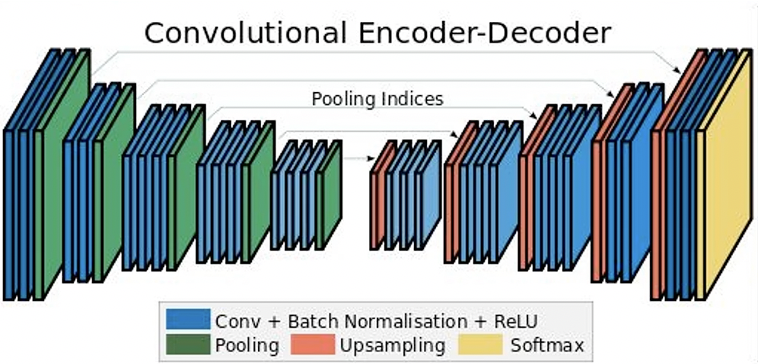 Convolutional Encoder-Decoder
Pooling Indices
Conv + Batch Normalisation + ReLU
Pooling Upsampling Softmax